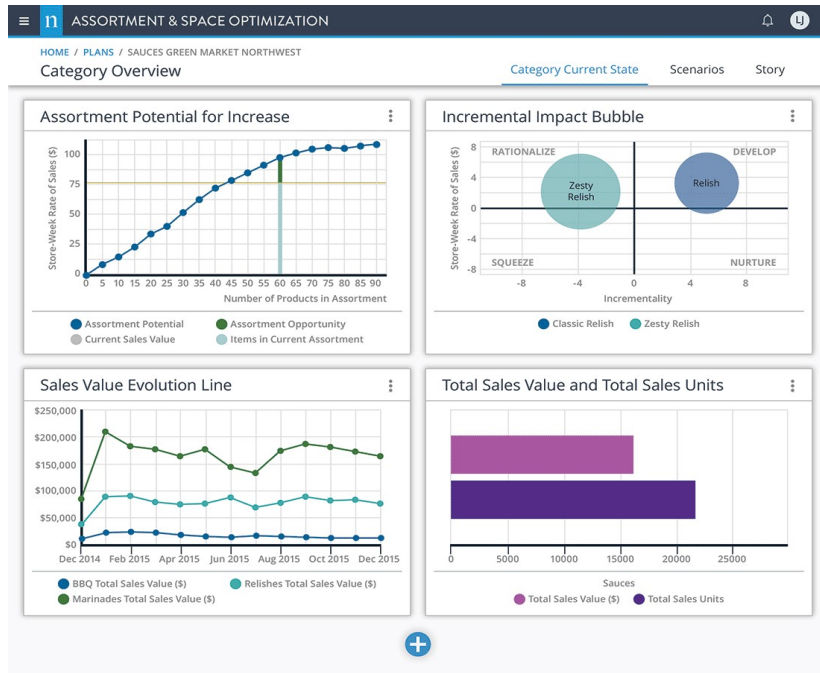 n ASSORTMENT & SPACE OPTIMIZATION LJ
HOME / PLANS / SAUCES GREEN MARKET NORTHWEST
Category Overview
Category Current State Scenarios Story
Assortment Potential for Increase
Store-Week Rate of Sales ($)
100
75
50
25
0
0 5 10 15 20 25 30 35 40 45 50 55 60 65 70 75 80 85 90
Number of Products in Assortment
Assortment Potential Assortment Opportunity
Current Sales Value Items in Current Assortment
Incremental Impact Bubble
Store-Week Rate of Sales ($)
8
4
0
-4
-8
RATIONALIZE DEVELOP
Zesty
Relish
Relish
SQUEEZE NURTURE
-8 -4 0 4 8
Incrementality
Classic Relish Zesty Relish
Sales Value Evolution Line
$250,000
$200,000
$150,000
$100,000
$50,000
$0
Dec 2014 Feb 2015 Apr 2015 Jun 2015 Aug 2015 Oct 2015 Dec 2015
BBQ Total Sales Value ($) Relishes Total Sales Value ($)
Marinades Total Sales Value ($)
Total Sales Value and Total Sales Units
0 5000 10000 15000 20000 25000
Sauces
Total Sales Value ($) Total Sales Units